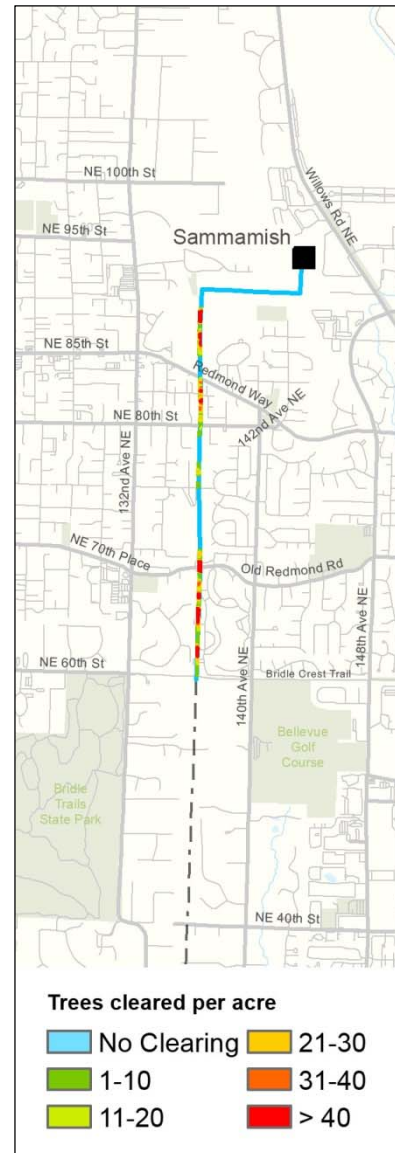 NE 100th St
Willows Rd NE
NE 95th St
Sammamish
NE 85th St
Redmond Way
NE 80th St
142nd Ave NE
132nd Ave NE
NE 70th Place
Old Redmond Rd
148th Ave NE
NE 60th St
Bridle Crest Trail
140th Ave NE
Bellevue
Golf
Course
Bridle
Trails
State Park
NE 40th St
Trees cleared per acre
No Clearing
21-30
1-10
31-40
11-20
> 40